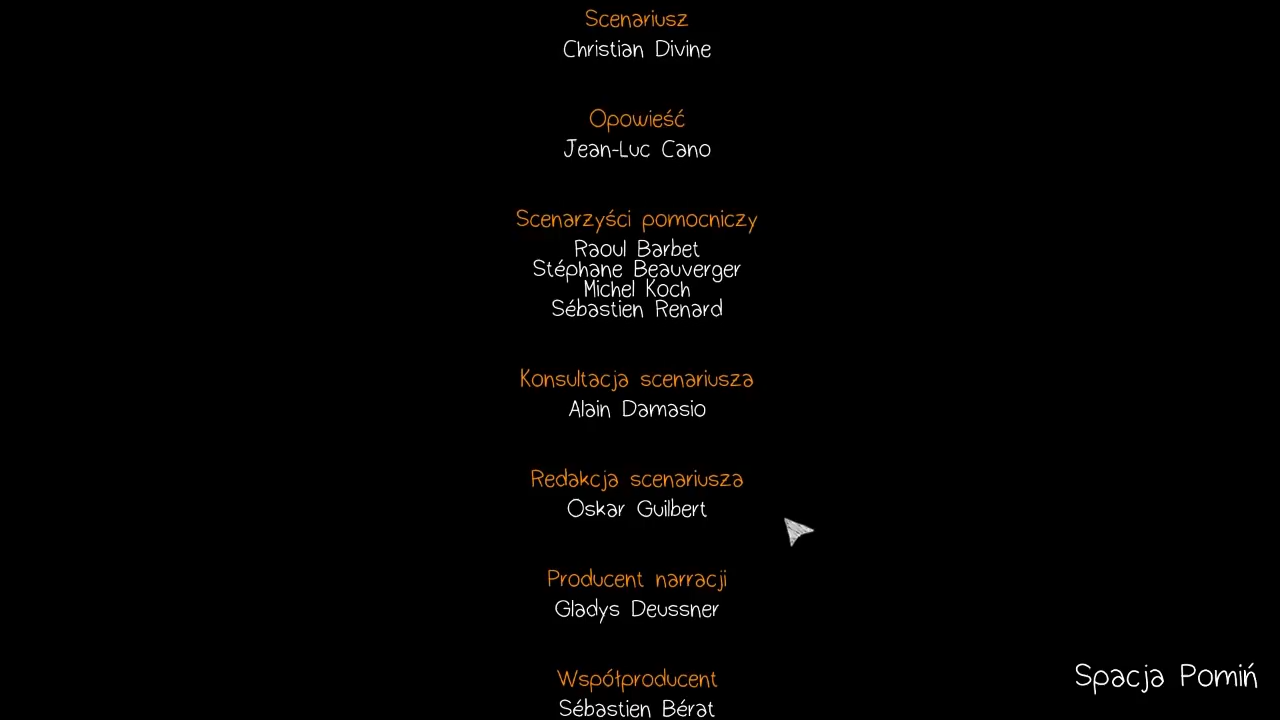 Scenariusz
Christian Divine
Opowieść
Jean-Luc Cano
Scenarzyści pomocniczy
Raoul Barbet
Stéphane Beauverger
Michel Koch
Sébastien Renard
Konsultacja scenariusza
Alain Damasio
Redakcja scenariusza
Oskar Guilbert
Producent narracji
Gladys Deussner
Współproducent
Sébastien Bérat
Spacja Pomiń